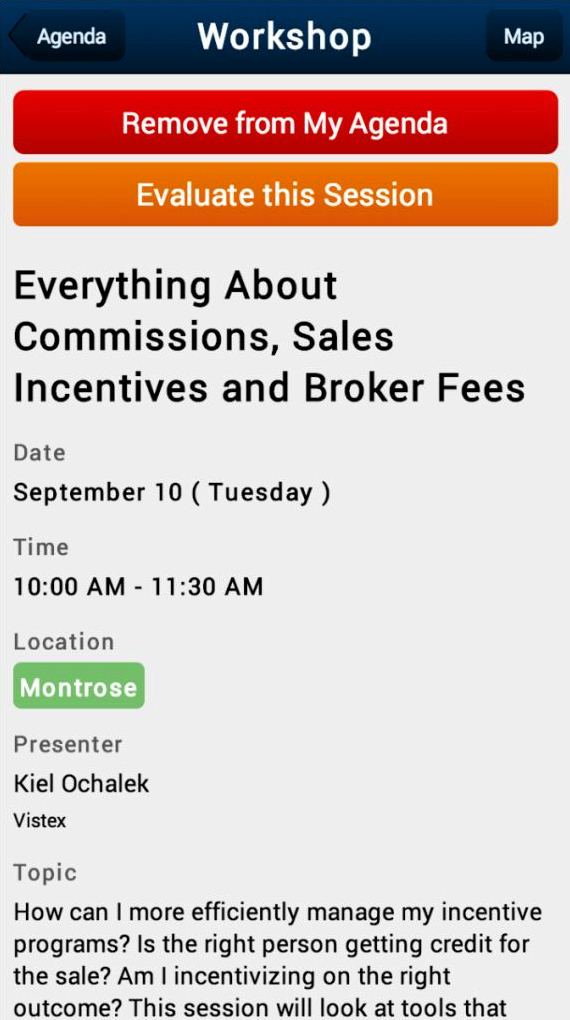 Agenda Workshop Map
Remove from My Agenda
Evaluate this Session
Everything About
Commissions, Sales
Incentives and Broker Fees
Date
September 10 ( Tuesday )
Time
10:00 AM - 11:30 AM
Location
Montrose
Presenter
Kiel Ochalek
Vistex
Topic
How can I more efficiently manage my incentive
programs? Is the right person getting credit for
the sale? Am I incentivizing on the right
outcome? This session will look at tools that